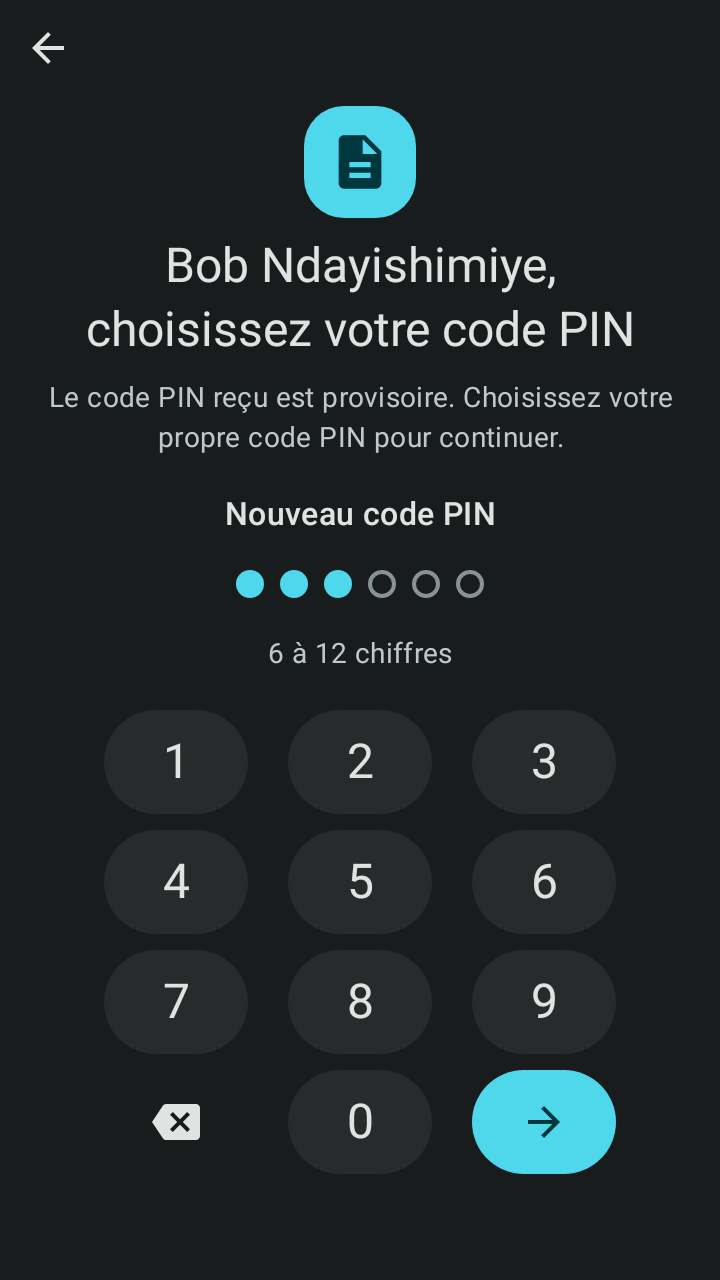 Bob Ndayishimiye,
choisissez votre code PIN
Le code PIN reçu est provisoire. Choisissez votre
propre code PIN pour continuer.
Nouveau code PIN
6 à 12 chiffres
1 2 3
4 5 6
7 8 9
0